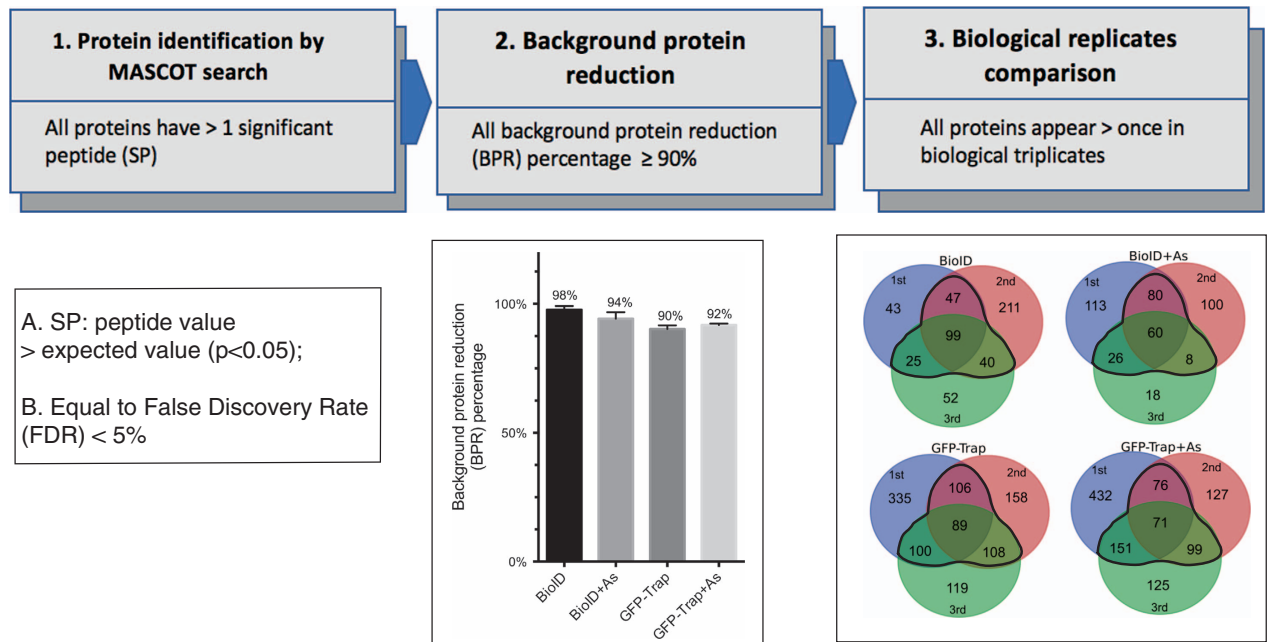 1. Protein identification by
MASCOT search
All proteins have > 1 significant
peptide (SP)
2. Background protein
reduction
All background protein reduction
(BPR) percentage ≥ 90%
3. Biological replicates
comparison
All proteins appear > once in
biological triplicates
A. SP: peptide value
> expected value (p<0.05);
B. Equal to False Discovery Rate
(FDR) < 5%
Background protein reduction
(BPR) percentage
100%
50%
0%
98%
94%
90%
92%
BioID
BioID+As
GFP-Trap
GFP-Trap+As
BioID
1st
2nd
43
47
211
99
25
40
52
3rd
BioID+As
1st
2nd
113
80
100
60
26
8
18
3rd
GFP-Trap
1st
2nd
335
106
158
89
100
108
119
3rd
GFP-Trap+As
1st
2nd
432
76
127
71
151
99
125
3rd